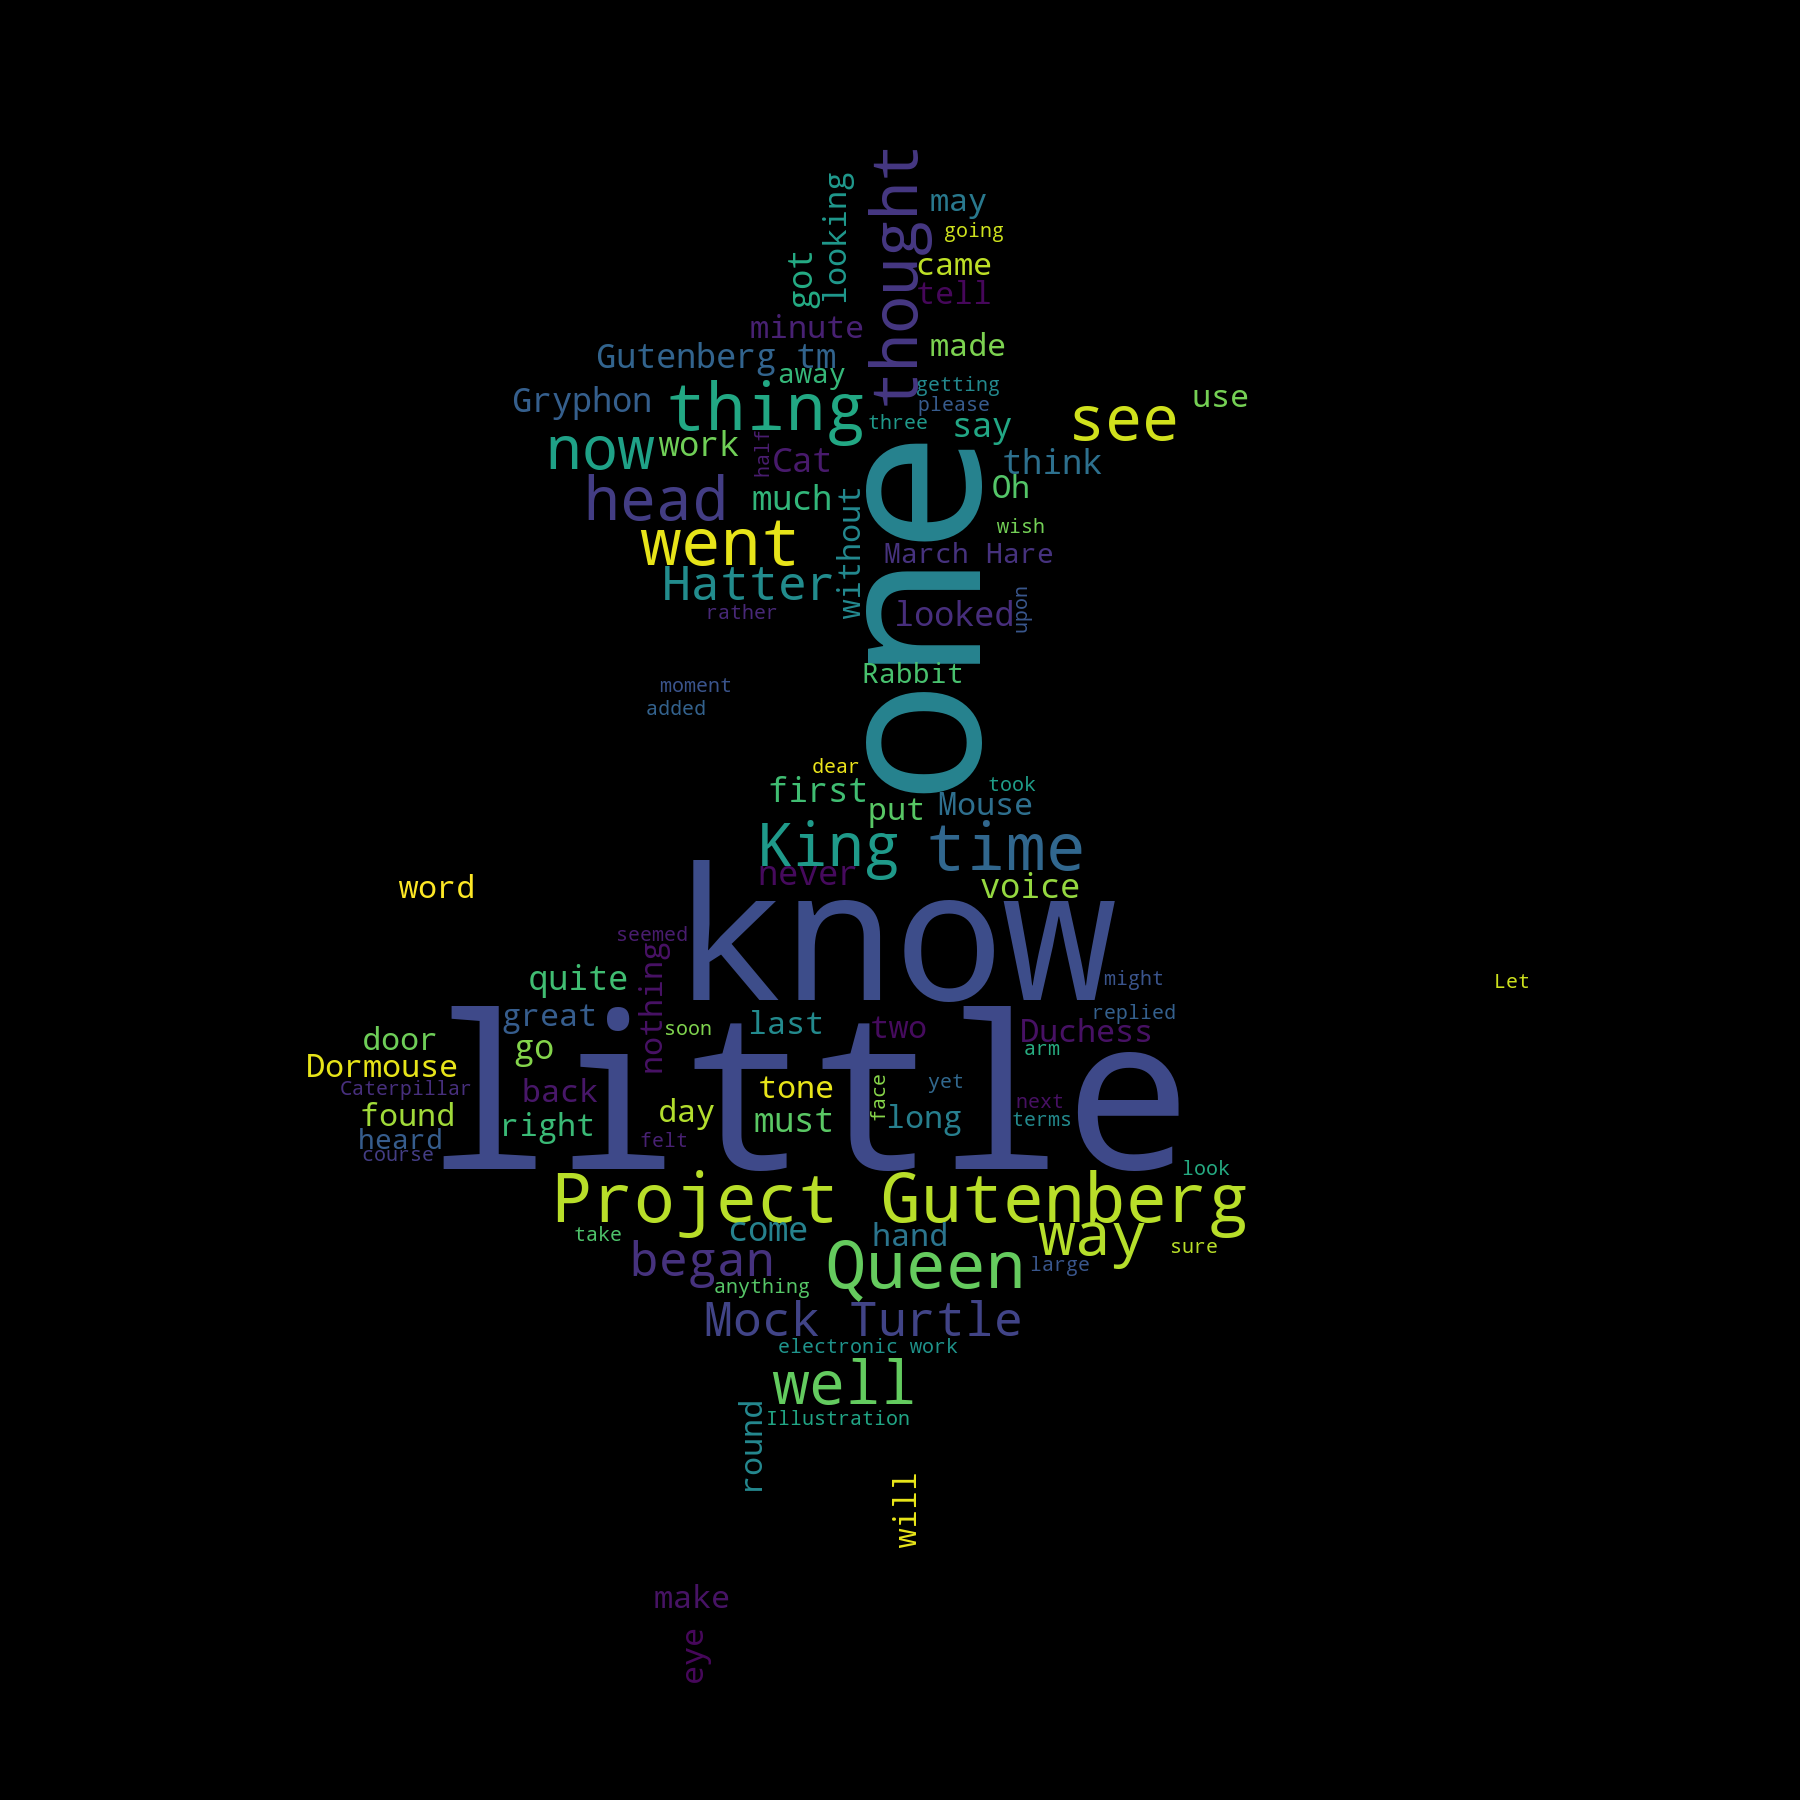 thought
looking
may
going
got
came
tell
minute
made
Gutenberg tm
away
getting
Gryphon
thing
please
see
use
three
say
now
work
half
Cat
think
one
head
much
without
Oh
went
wish
March Hare
Hatter
rather
looked
upon
Rabbit
moment
added
dear
took
first
put
Mouse
King
time
never
voice
word
know
seemed
nothing
quite
might
Let
great
little
soon
last
two
replied
Duchess
door
go
arm
Dormouse
Caterpillar
back
tone
face
yet
found
day
must
long
next
terms
right
heard
felt
course
Project Gutenberg
look
take
come
hand
way
sure
began
Queen
large
anything
Mock Turtle
electronic work
well
round
Illustration
will
make
eye